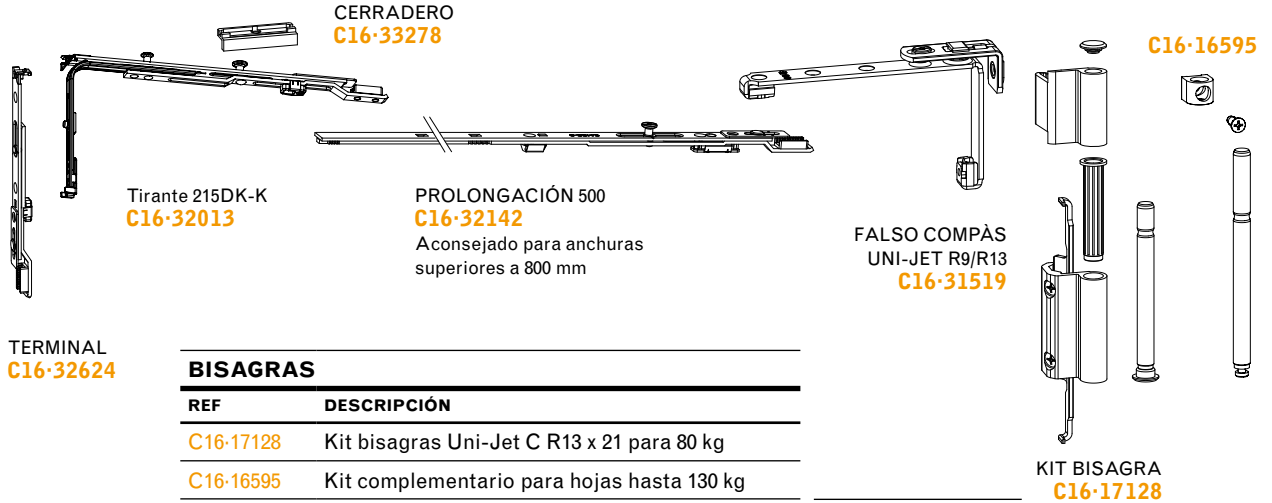 CERRADERO
C16·33278
C16·16595
Tirante 215DK-K
C16·32013
PROLONGACIÓN 500
C16·32142
Aconsejado para anchuras
superiores a 800 mm
FALSO COMPÀS
UNI-JET R9/R13
C16·31519
TERMINAL
C16·32624
BISAGRAS
REF DESCRIPCIÓN
C16·17128 Kit bisagras Uni-Jet C R13 x 21 para 80 kg
C16·16595 Kit complementario para hojas hasta 130 kg
KIT BISAGRA
C16·17128